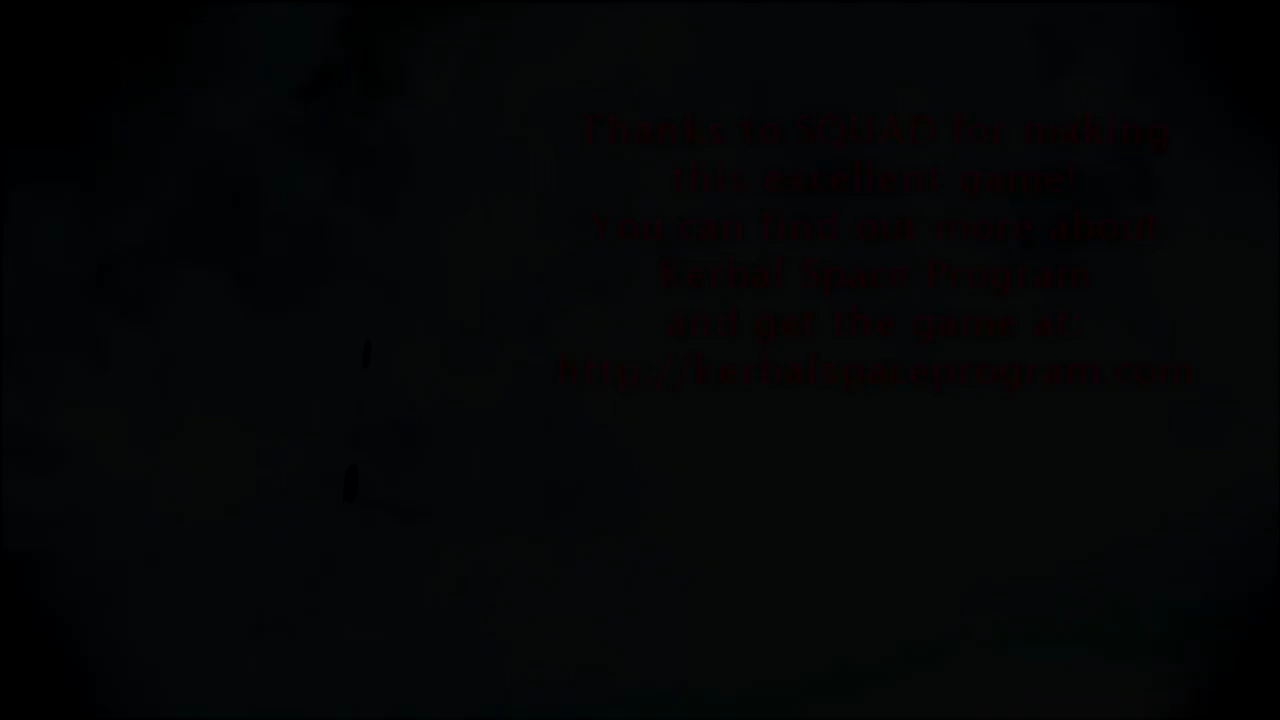 Thanks to SQUAD for making
this excellent game!
You can find out more about
Kerbal Space Program
and get the game at:
http://kerbalspaceprogram.com